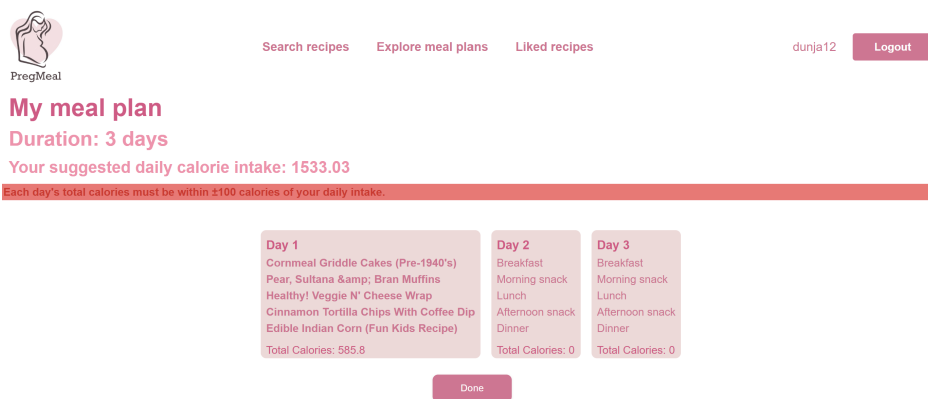 PregMeal
Search recipes
Explore meal plans
Liked recipes
dunja12
Logout
My meal plan
Duration: 3 days
Your suggested daily calorie intake: 1533.03
Each day's total calories must be within ±100 calories of your daily intake.
Day 1
Cornmeal Griddle Cakes (Pre-1940's)
Pear, Sultana &amp; Bran Muffins
Healthy! Veggie N' Cheese Wrap
Cinnamon Tortilla Chips With Coffee Dip
Edible Indian Corn (Fun Kids Recipe)
Total Calories: 585.8
Day 2
Breakfast
Morning snack
Lunch
Afternoon snack
Dinner
Total Calories: 0
Day 3
Breakfast
Morning snack
Lunch
Afternoon snack
Dinner
Total Calories: 0
Done